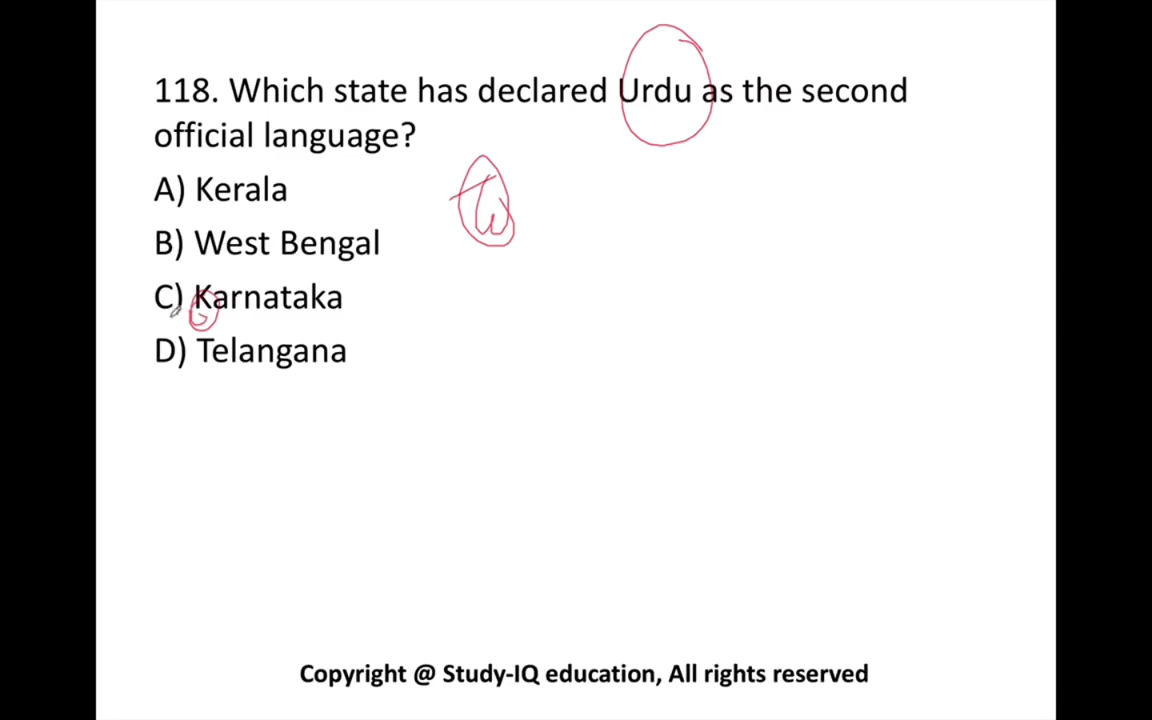 118. Which state has declared Urdu as the second
official language?
A) Kerala
B) West Bengal
C) Karnataka
D) Telangana
Copyright @ Study-IQ education, All rights reserved